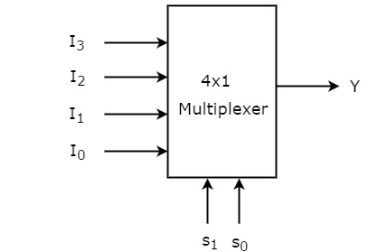 I₃
I₂
I₁
I₀
4x1
Multiplexer
Y
s₁ s₀